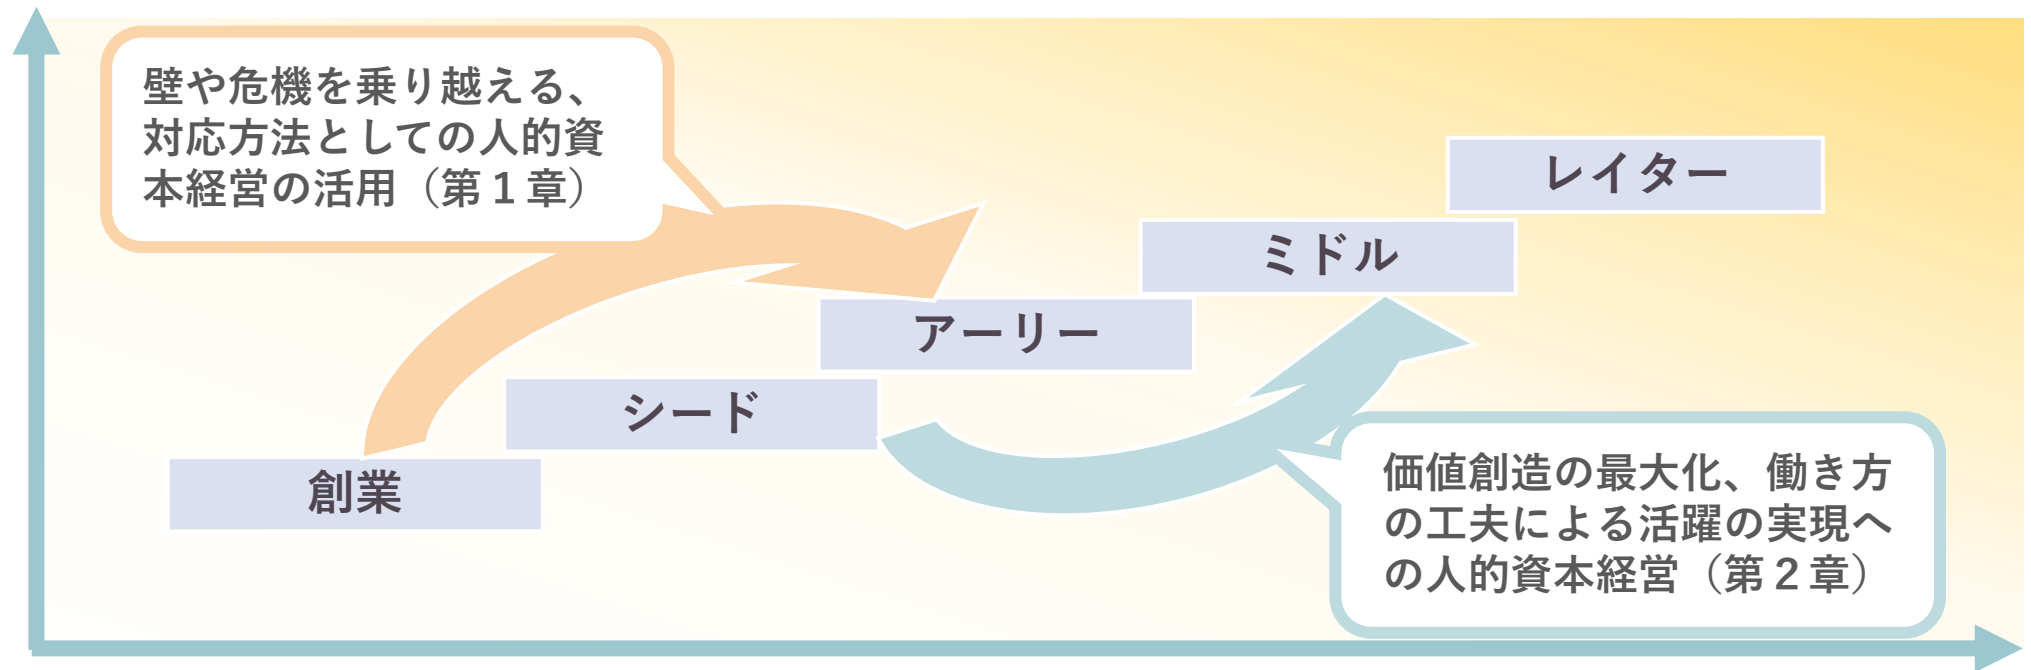 壁や危機を乗り越える、
対応方法としての人的資
本経営の活用（第１章）
レイター
ミドル
アーリー
シード
創業
価値創造の最大化、働き方
の工夫による活躍の実現へ
の人的資本経営（第２章）